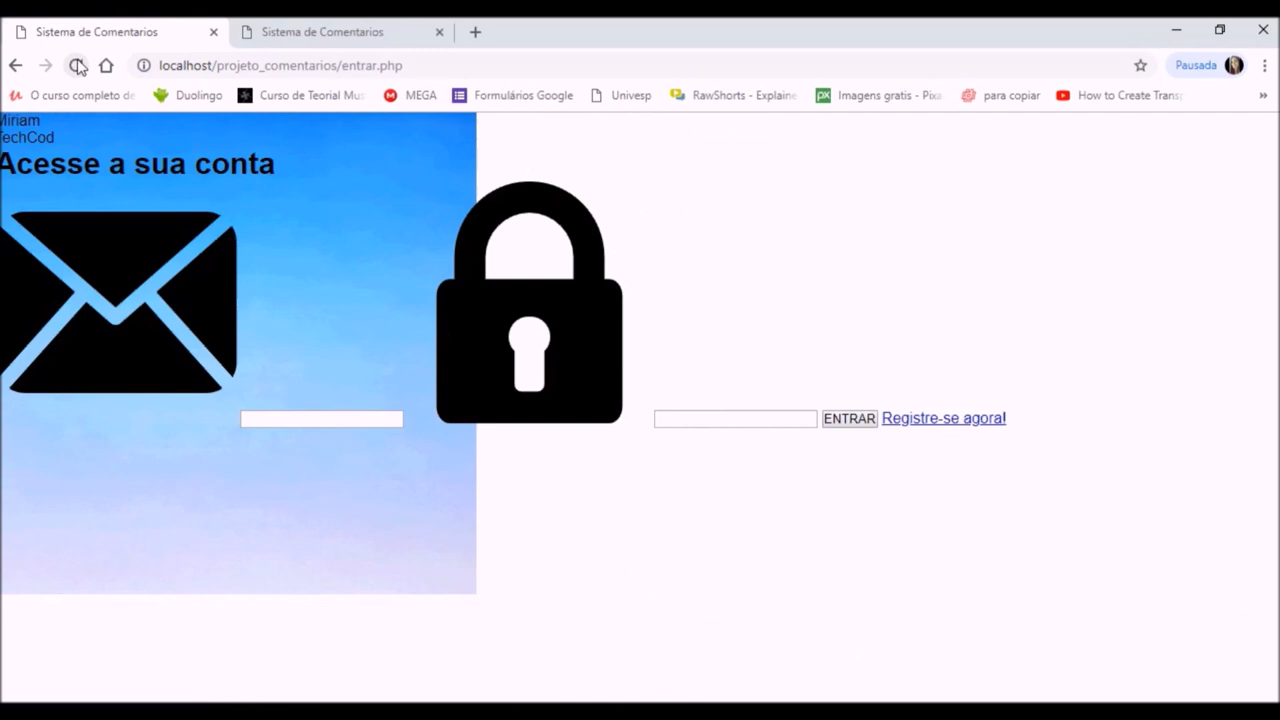 Sistema de Comentarios
Sistema de Comentarios
localhost/projeto_comentarios/entrar.php
Pausada
O curso completo de
Duolingo
Curso de Teorial Mus
MEGA
Formulários Google
Univesp
RawShorts - Explaine
Imagens gratis - Pixa
para copiar
How to Create Transp
Miriam
TechCod
Acesse a sua conta
ENTRAR Registre-se agora!